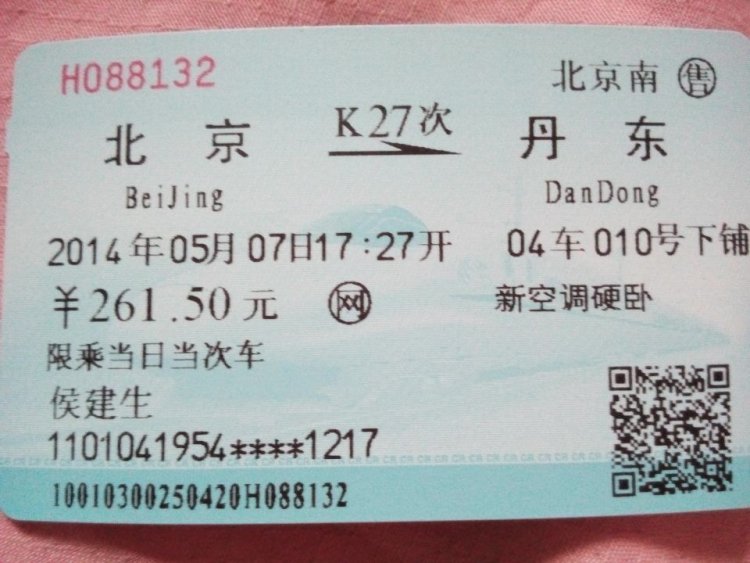 H088132 北京南 售
北京 K27次 丹东
BeiJing DanDong
2014年05月07日17:27开 04车010号下铺
¥261.50元 网 新空调硬卧
限乘当日当次车
侯建生
1101041954****1217
10010300250420H088132